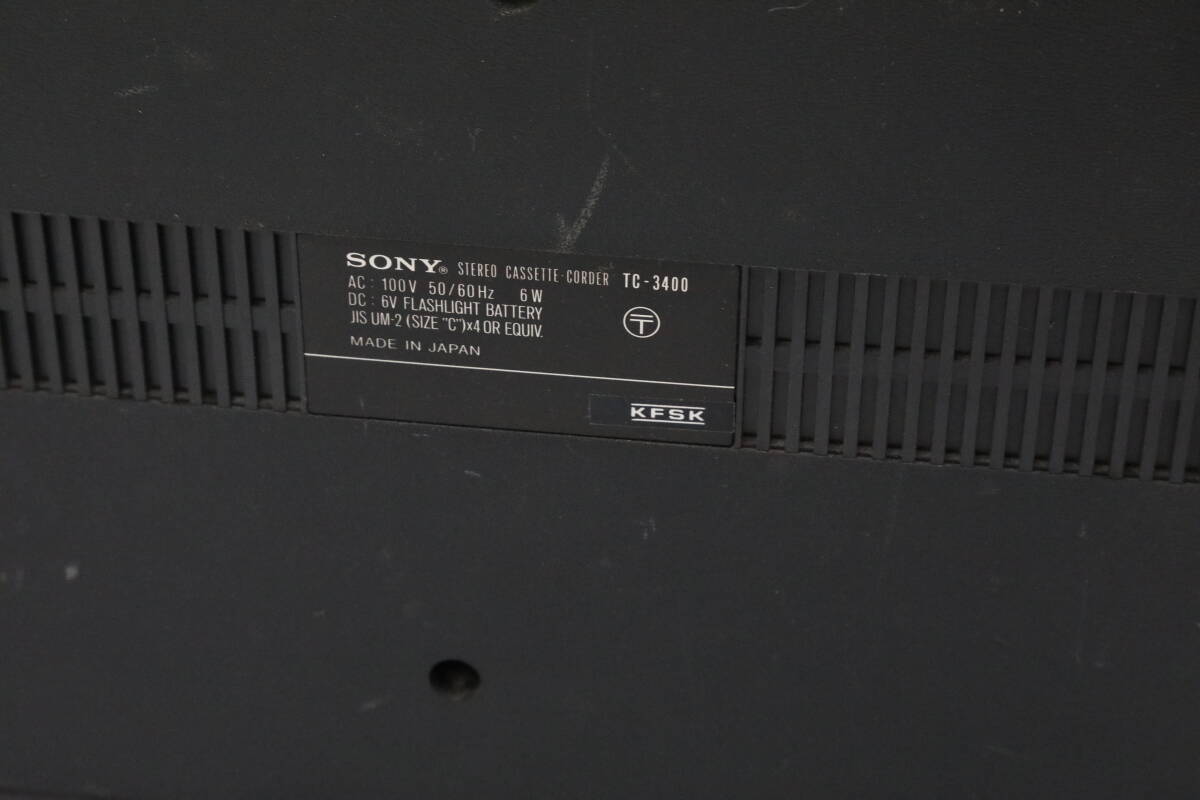 SONY® STEREO CASSETTE-CORDER TC-3400
AC : 100V 50/60Hz 6W
DC : 6V FLASHLIGHT BATTERY
JIS UM-2 (SIZE "C")x4 OR EQUIV.
MADE IN JAPAN
KFSK